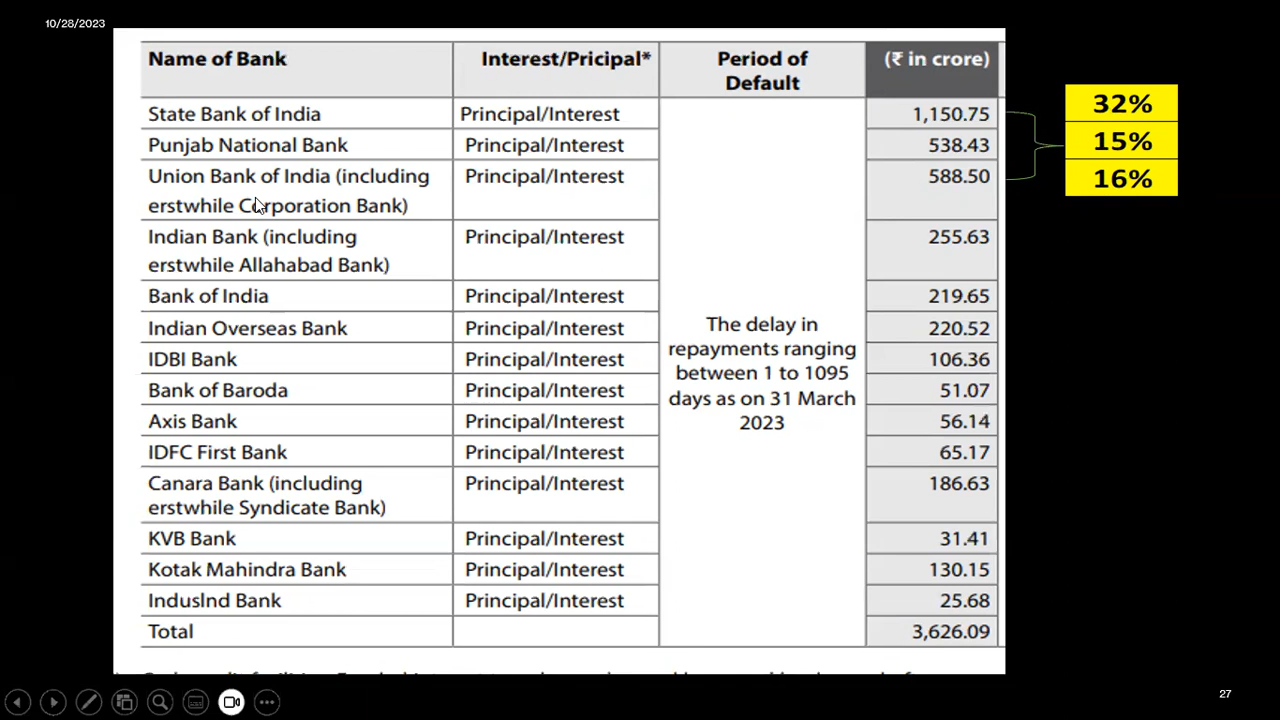 10/28/2023
Name of Bank Interest/Pricipal* Period of Default (₹ in crore)
State Bank of India Principal/Interest 1,150.75
Punjab National Bank Principal/Interest 538.43
Union Bank of India (including Principal/Interest 588.50
erstwhile Corporation Bank)
Indian Bank (including Principal/Interest 255.63
erstwhile Allahabad Bank)
Bank of India Principal/Interest 219.65
Indian Overseas Bank Principal/Interest 220.52
IDBI Bank Principal/Interest 106.36
Bank of Baroda Principal/Interest 51.07
Axis Bank Principal/Interest 56.14
IDFC First Bank Principal/Interest 65.17
Canara Bank (including Principal/Interest 186.63
erstwhile Syndicate Bank)
KVB Bank Principal/Interest 31.41
Kotak Mahindra Bank Principal/Interest 130.15
IndusInd Bank Principal/Interest 25.68
Total 3,626.09
The delay in
repayments ranging
between 1 to 1095
days as on 31 March
2023
32%
15%
16%
27